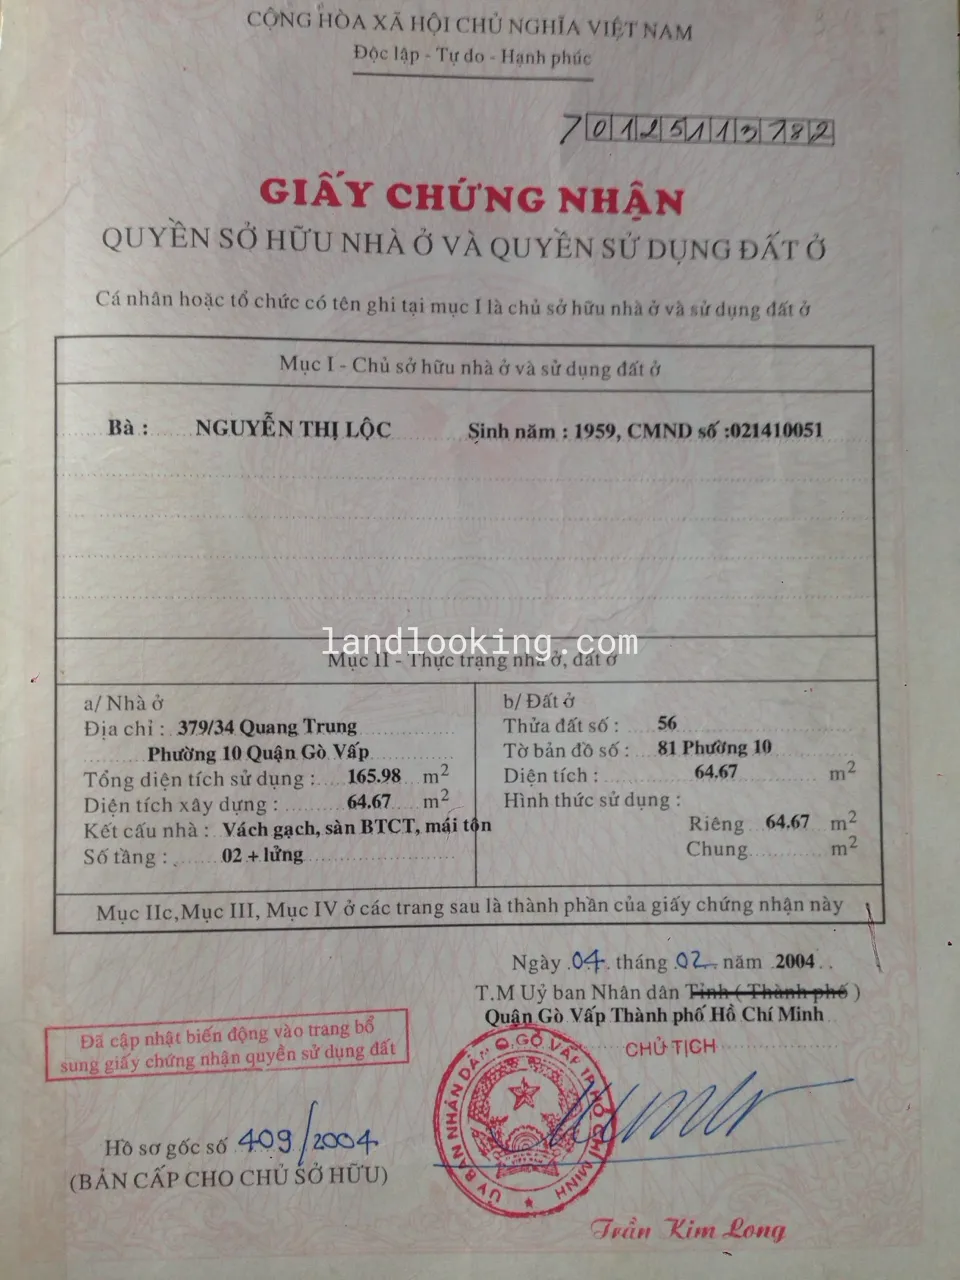 CỘNG HÒA XÃ HỘI CHỦ NGHĨA VIỆT NAM
Độc lập - Tự do - Hạnh phúc
70125113782
GIẤY CHỨNG NHẬN
QUYỀN SỞ HỮU NHÀ Ở VÀ QUYỀN SỬ DỤNG ĐẤT Ở
Cá nhân hoặc tổ chức có tên ghi tại mục I là chủ sở hữu nhà ở và sử dụng đất ở
Mục I - Chủ sở hữu nhà ở và sử dụng đất ở
Bà : NGUYỄN THỊ LỘC Sinh năm : 1959, CMND số :021410051
landlooking.com
Mục II - Thực trạng nhà ở, đất ở
a/ Nhà ở
Địa chỉ : 379/34 Quang Trung
Phường 10 Quận Gò Vấp
Tổng diện tích sử dụng : 165.98 m2
Diện tích xây dựng : 64.67 m2
Kết cấu nhà : Vách gạch, sàn BTCT, mái tôn
Số tầng : 02 + lửng
b/ Đất ở
Thửa đất số : 56
Tờ bản đồ số : 81 Phường 10
Diện tích : 64.67 m2
Hình thức sử dụng :
Riêng 64.67 m2
Chung m2
Mục IIc,Mục III, Mục IV ở các trang sau là thành phần của giấy chứng nhận này
Ngày 04 tháng 02 năm 2004
T.M Uỷ ban Nhân dân Tỉnh ( Thành phố )
Quận Gò Vấp Thành phố Hồ Chí Minh
CHỦ TỊCH
Đã cập nhật biến động vào trang bổ
sung giấy chứng nhận quyền sử dụng đất
ỦY BAN NHÂN DÂN Q.GÒ VẤP TP.HỒ CHÍ MINH
Hồ sơ gốc số 409/2004
(BẢN CẤP CHO CHỦ SỞ HỮU)
Trần Kim Long